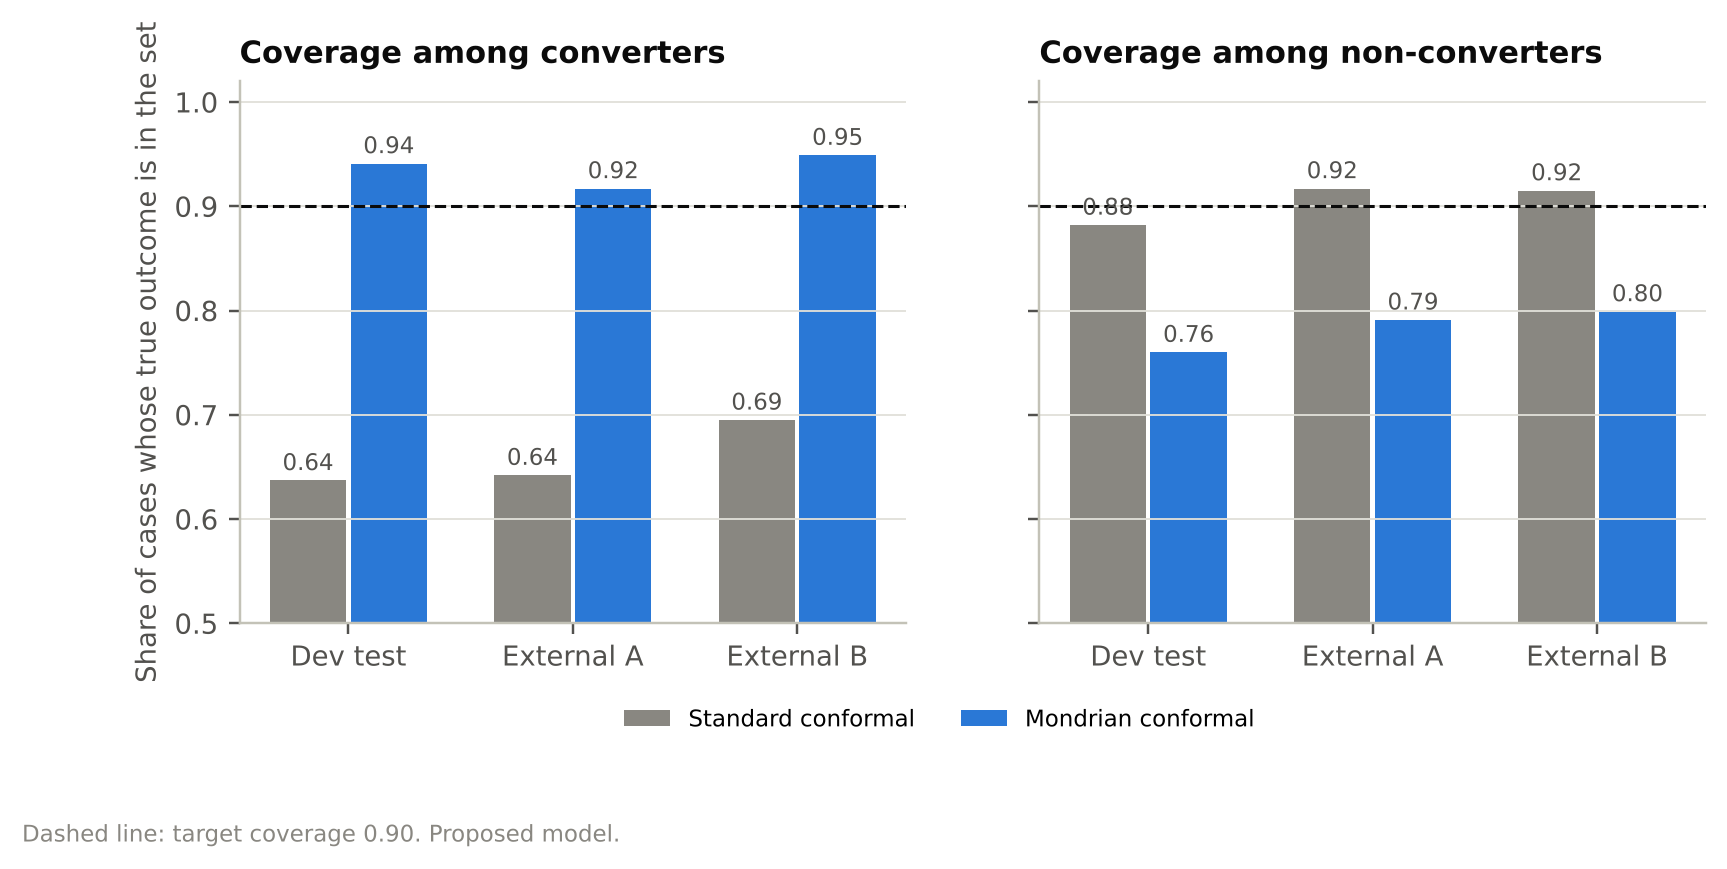 Coverage among converters
Share of cases whose true outcome is in the set
1.0
0.9
0.8
0.7
0.6
0.5
0.94
0.92
0.95
0.64
0.64
0.69
Dev test
External A
External B
Coverage among non-converters
0.88
0.92
0.92
0.76
0.79
0.80
Dev test
External A
External B
Standard conformal
Mondrian conformal
Dashed line: target coverage 0.90. Proposed model.